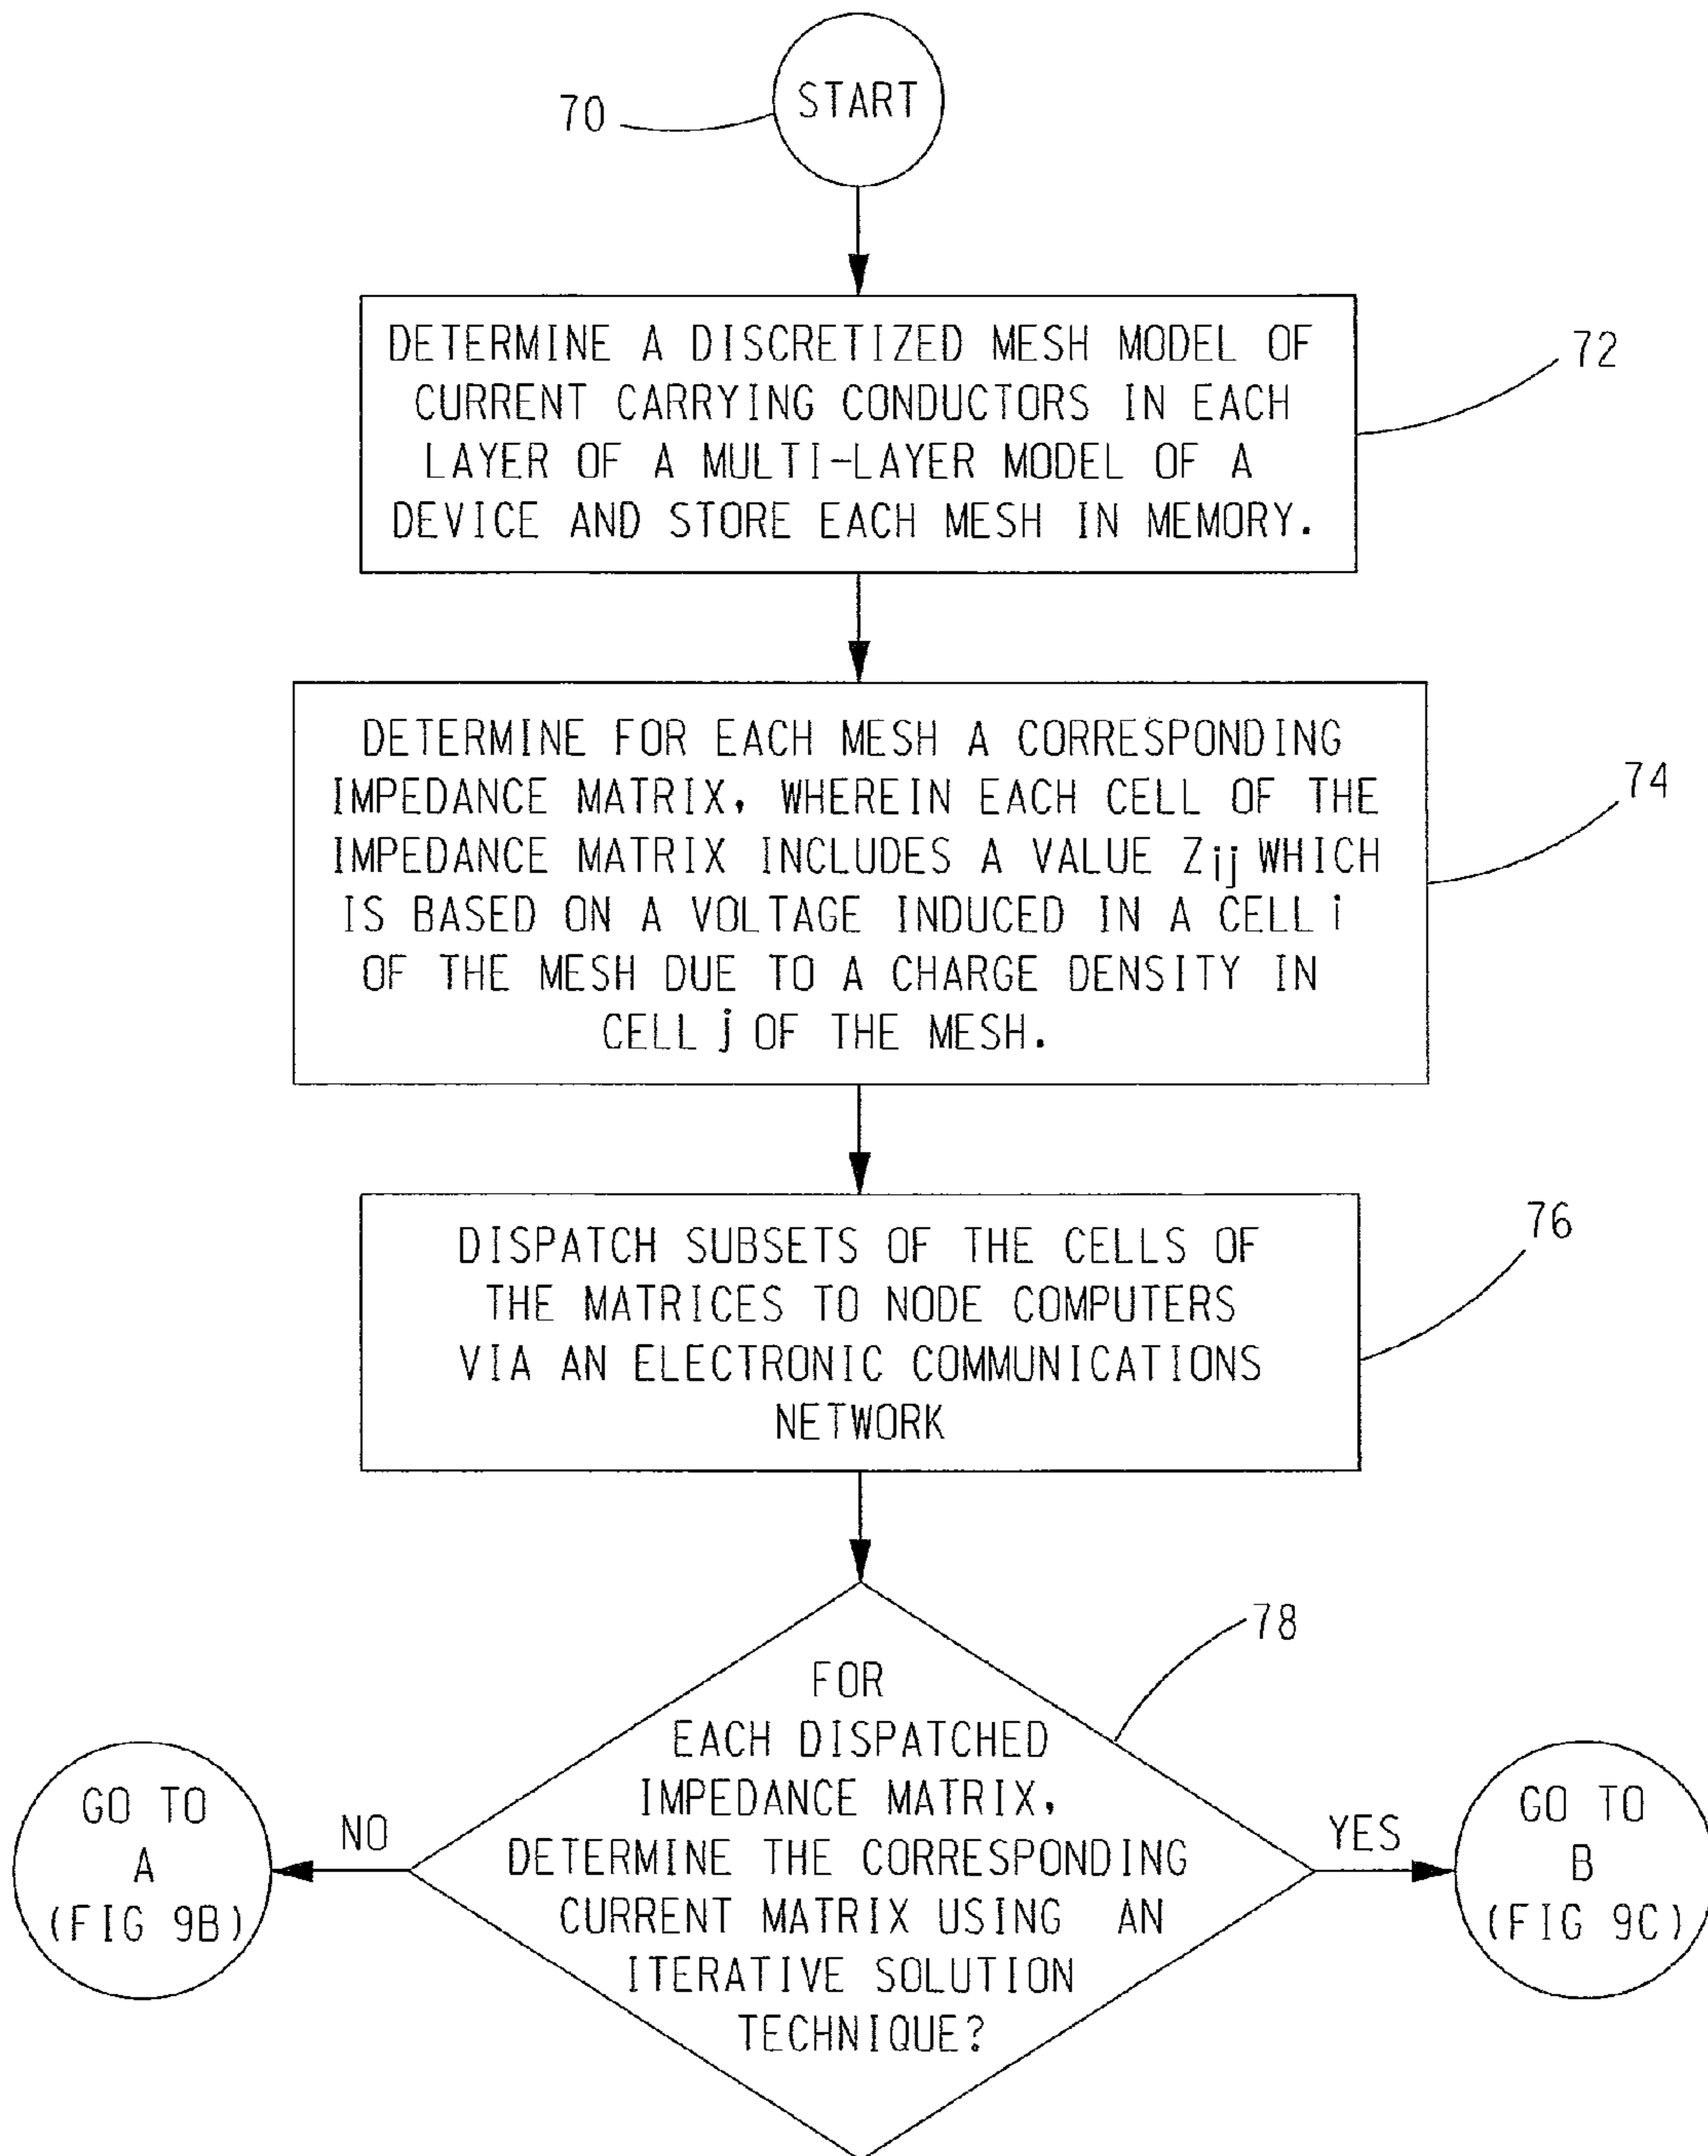 START
70
DETERMINE A DISCRETIZED MESH MODEL OF
CURRENT CARRYING CONDUCTORS IN EACH
LAYER OF A MULTI-LAYER MODEL OF A
DEVICE AND STORE EACH MESH IN MEMORY.
72
DETERMINE FOR EACH MESH A CORRESPONDING
IMPEDANCE MATRIX, WHEREIN EACH CELL OF THE
IMPEDANCE MATRIX INCLUDES A VALUE Zij WHICH
IS BASED ON A VOLTAGE INDUCED IN A CELL i
OF THE MESH DUE TO A CHARGE DENSITY IN
CELL j OF THE MESH.
74
DISPATCH SUBSETS OF THE CELLS OF
THE MATRICES TO NODE COMPUTERS
VIA AN ELECTRONIC COMMUNICATIONS
NETWORK
76
78
FOR
EACH DISPATCHED
IMPEDANCE MATRIX,
DETERMINE THE CORRESPONDING
CURRENT MATRIX USING AN
ITERATIVE SOLUTION
TECHNIQUE?
NO
GO TO
A
(FIG 9B)
YES
GO TO
B
(FIG 9C)